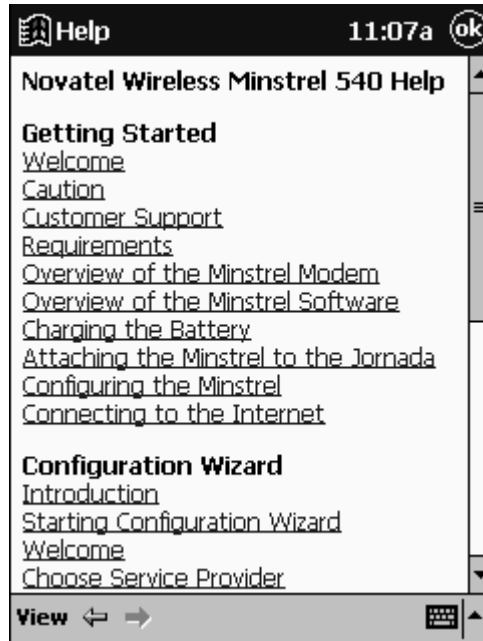 Help 11:07a ok
Novatel Wireless Minstrel 540 Help
Getting Started
Welcome
Caution
Customer Support
Requirements
Overview of the Minstrel Modem
Overview of the Minstrel Software
Charging the Battery
Attaching the Minstrel to the Jornada
Configuring the Minstrel
Connecting to the Internet
Configuration Wizard
Introduction
Starting Configuration Wizard
Welcome
Choose Service Provider
View